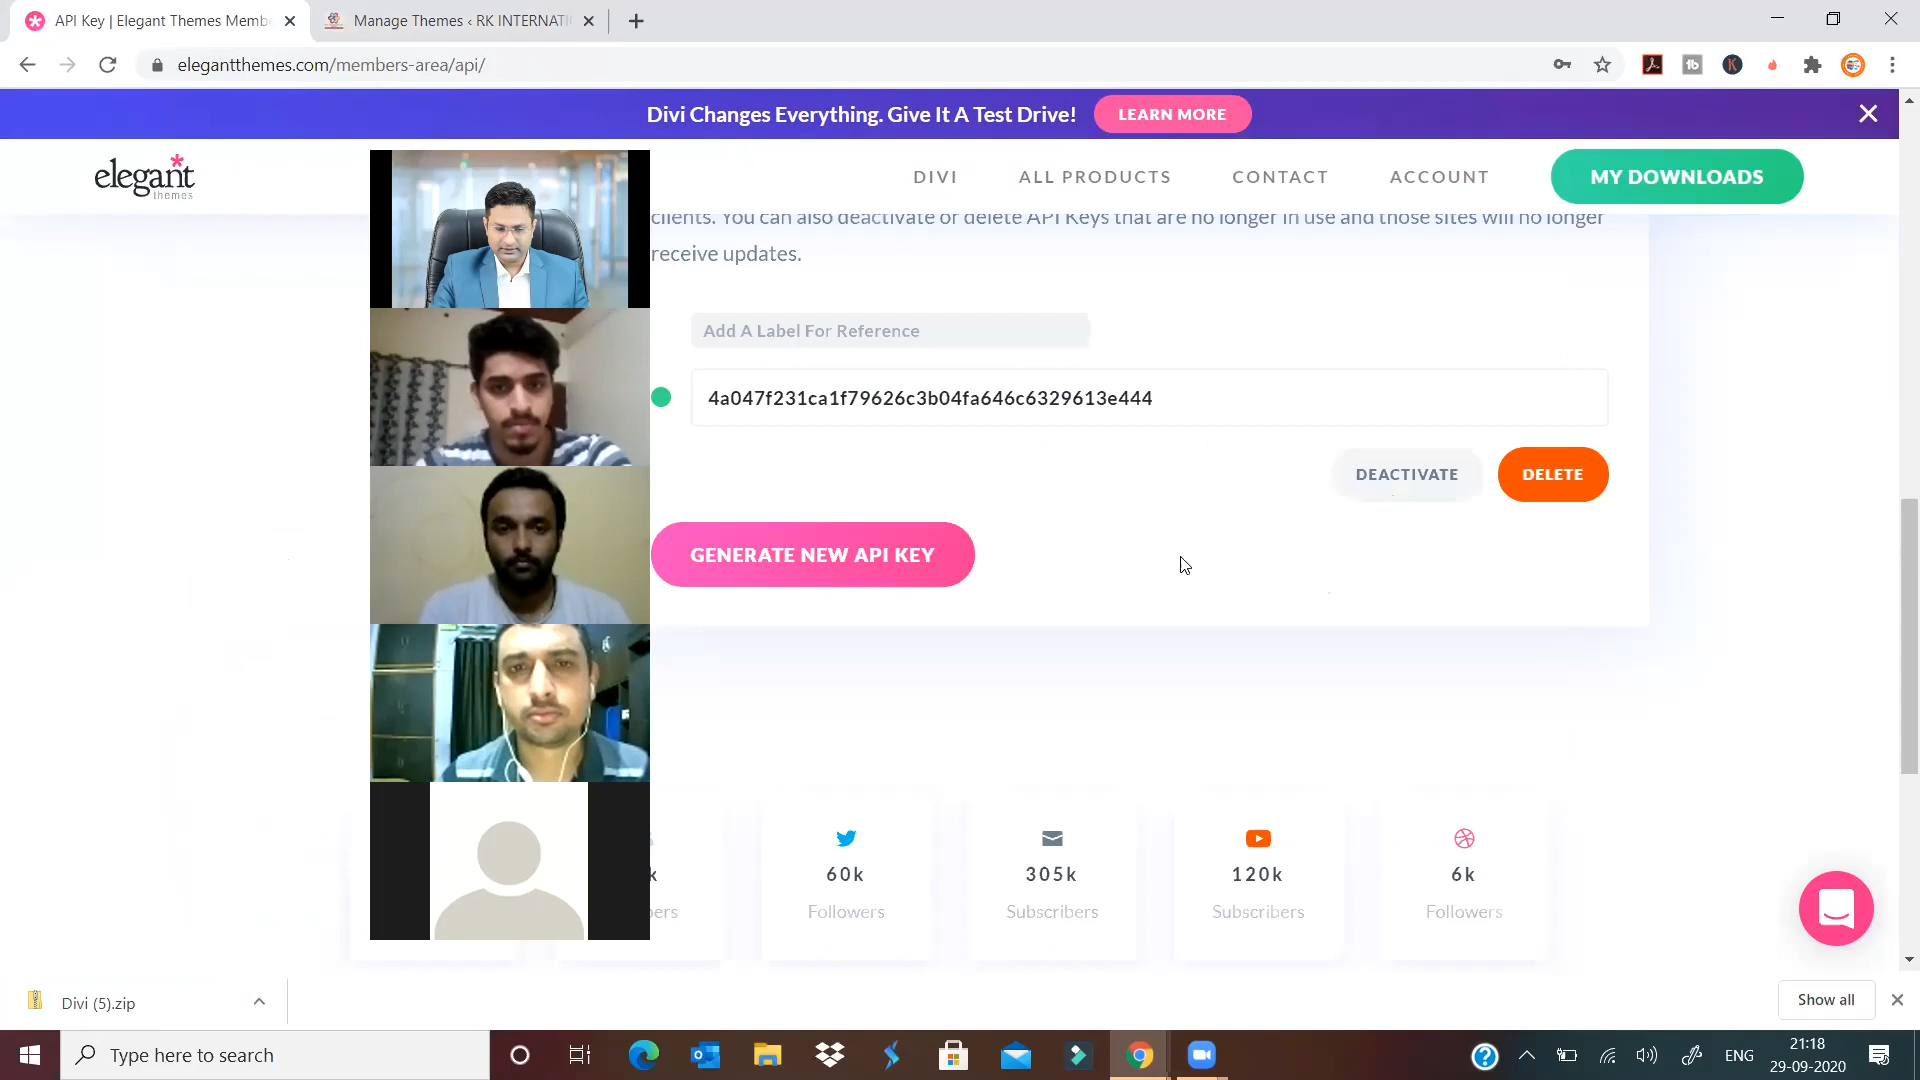 API Key | Elegant Themes Memb
Manage Themes ‹ RK INTERNATI
elegantthemes.com/members-area/api/
Divi Changes Everything. Give It A Test Drive!
LEARN MORE
elegant
themes
DIVI
ALL PRODUCTS
CONTACT
ACCOUNT
MY DOWNLOADS
clients. You can also deactivate or delete API Keys that are no longer in use and those sites will no longer
receive updates.
Add A Label For Reference
4a047f231ca1f79626c3b04fa646c6329613e444
DEACTIVATE
DELETE
GENERATE NEW API KEY
k
bers
60k
Followers
305k
Subscribers
120k
Subscribers
6k
Followers
Divi (5).zip
Show all
Type here to search
ENG
21:18
29-09-2020